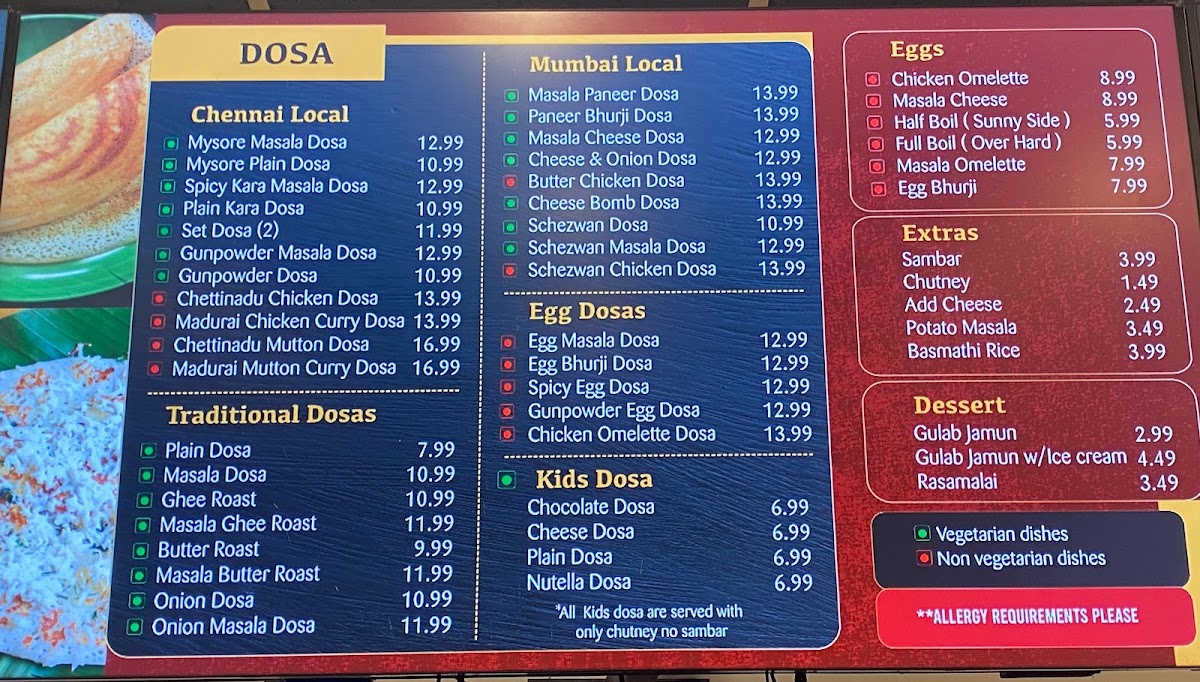 DOSA
Chennai Local
Mysore Masala Dosa 12.99
Mysore Plain Dosa 10.99
Spicy Kara Masala Dosa 12.99
Plain Kara Dosa 10.99
Set Dosa (2) 11.99
Gunpowder Masala Dosa 12.99
Gunpowder Dosa 10.99
Chettinadu Chicken Dosa 13.99
Madurai Chicken Curry Dosa 13.99
Chettinadu Mutton Dosa 16.99
Madurai Mutton Curry Dosa 16.99
Traditional Dosas
Plain Dosa 7.99
Masala Dosa 10.99
Ghee Roast 10.99
Masala Ghee Roast 11.99
Butter Roast 9.99
Masala Butter Roast 11.99
Onion Dosa 10.99
Onion Masala Dosa 11.99
Mumbai Local
Masala Paneer Dosa 13.99
Paneer Bhurji Dosa 13.99
Masala Cheese Dosa 12.99
Cheese & Onion Dosa 12.99
Butter Chicken Dosa 13.99
Cheese Bomb Dosa 13.99
Schezwan Dosa 10.99
Schezwan Masala Dosa 12.99
Schezwan Chicken Dosa 13.99
Egg Dosas
Egg Masala Dosa 12.99
Egg Bhurji Dosa 12.99
Spicy Egg Dosa 12.99
Gunpowder Egg Dosa 12.99
Chicken Omelette Dosa 13.99
Kids Dosa
Chocolate Dosa 6.99
Cheese Dosa 6.99
Plain Dosa 6.99
Nutella Dosa 6.99
*All Kids dosa are served with
only chutney no sambar
Eggs
Chicken Omelette 8.99
Masala Cheese 8.99
Half Boil ( Sunny Side ) 5.99
Full Boil ( Over Hard ) 5.99
Masala Omelette 7.99
Egg Bhurji 7.99
Extras
Sambar 3.99
Chutney 1.49
Add Cheese 2.49
Potato Masala 3.49
Basmathi Rice 3.99
Dessert
Gulab Jamun 2.99
Gulab Jamun w/Ice cream 4.49
Rasamalai 3.49
Vegetarian dishes
Non vegetarian dishes
**ALLERGY REQUIREMENTS PLEASE